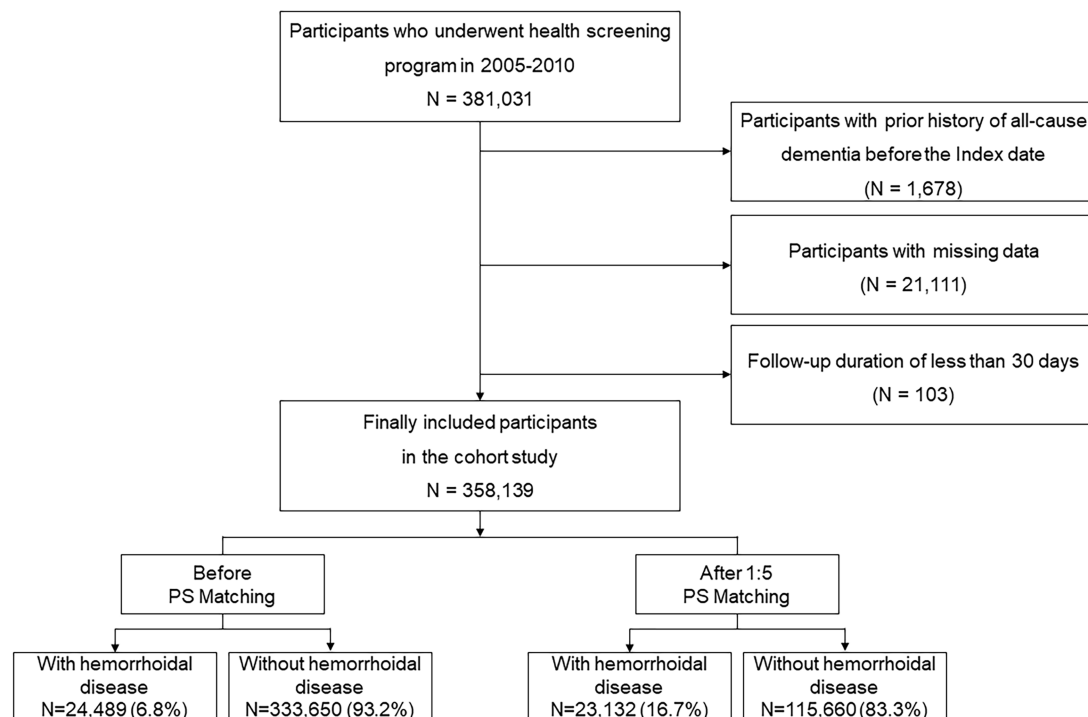 Participants who underwent health screening
program in 2005-2010
N = 381,031
Participants with prior history of all-cause
dementia before the Index date
(N = 1,678)
Participants with missing data
(N = 21,111)
Follow-up duration of less than 30 days
(N = 103)
Finally included participants
in the cohort study
N = 358,139
Before
PS Matching
After 1:5
PS Matching
With hemorrhoidal
disease
N=24,489 (6.8%)
Without hemorrhoidal
disease
N=333,650 (93.2%)
With hemorrhoidal
disease
N=23,132 (16.7%)
Without hemorrhoidal
disease
N=115,660 (83.3%)